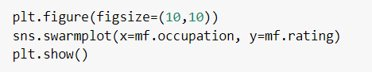 plt.figure(figsize=(10,10))
sns.swarmplot(x=mf.occupation, y=mf.rating)
plt.show()